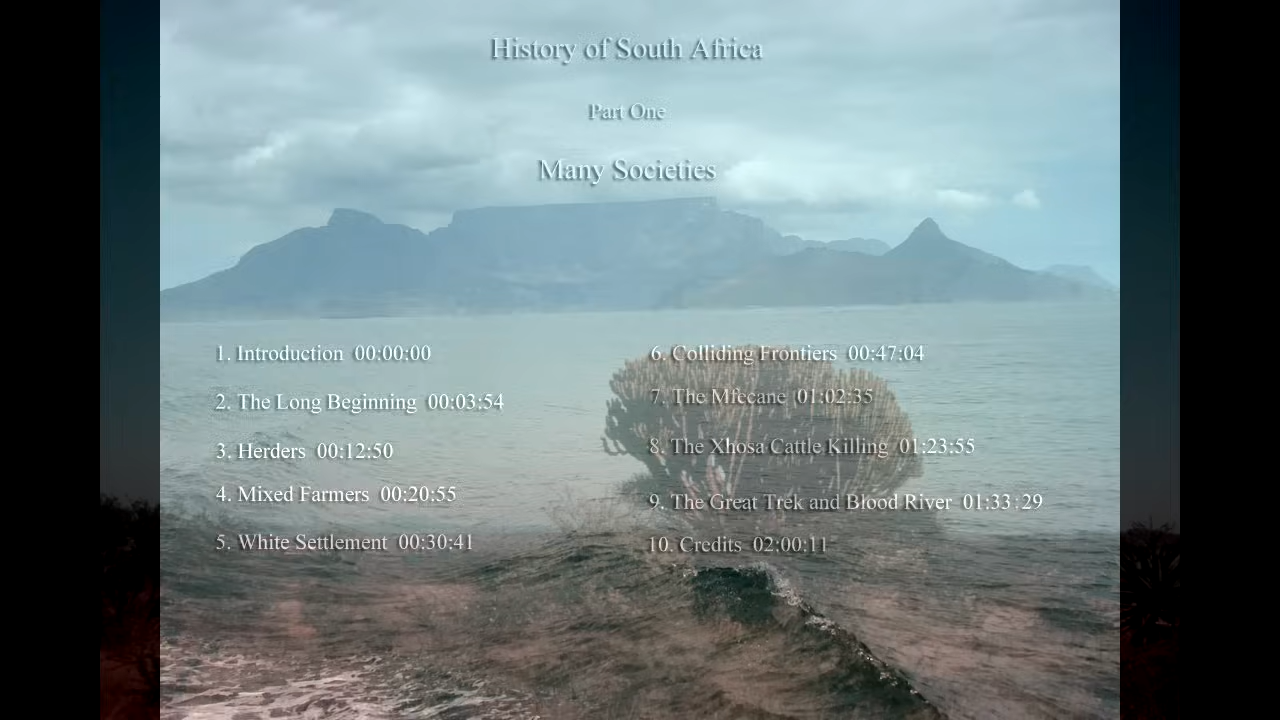 History of South Africa
Part One
Many Societies
1. Introduction 00:00:00
2. The Long Beginning 00:03:54
3. Herders 00:12:50
4. Mixed Farmers 00:20:55
5. White Settlement 00:30:41
6. Colliding Frontiers 00:47:04
7. The Mfecane 01:02:35
8. The Xhosa Cattle Killing 01:23:55
9. The Great Trek and Blood River 01:33:29
10. Credits 02:00:11